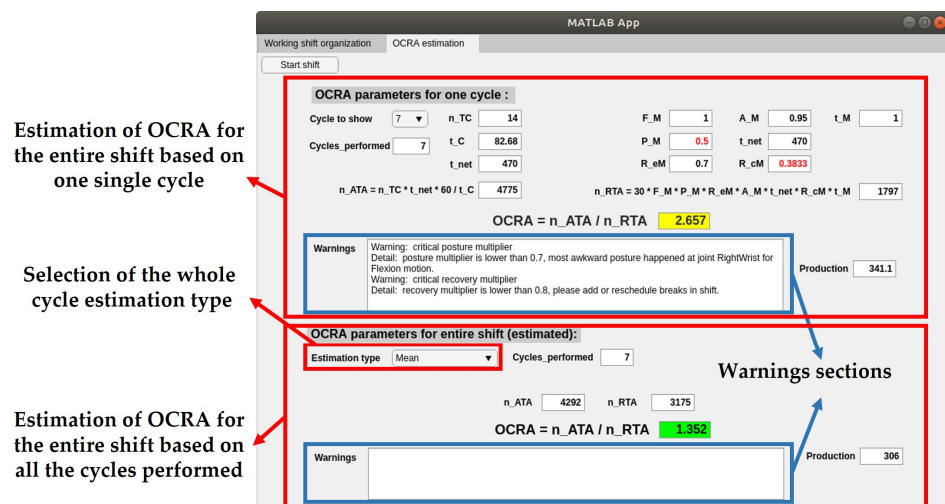 MATLAB App
Working shift organization OCRA estimation
Start shift
OCRA parameters for one cycle :
Cycle to show 7 n_TC 14 F_M 1 A_M 0.95 t_M 1
Cycles_performed 7 t_C 82.68 P_M 0.5 t_net 470
t_net 470 R_eM 0.7 R_cM 0.3833
n_ATA = n_TC * t_net * 60 / t_C 4775 n_RTA = 30 * F_M * P_M * R_eM * A_M * t_net * R_cM * t_M 1797
OCRA = n_ATA / n_RTA 2.657
Warnings
Warning: critical posture multiplier
Detail: posture multiplier is lower than 0.7, most awkward posture happened at joint RightWrist for
Flexion motion.
Warning: critical recovery multiplier
Detail: recovery multiplier is lower than 0.8, please add or reschedule breaks in shift.
Production 341.1
OCRA parameters for entire shift (estimated):
Estimation type Mean Cycles_performed 7
n_ATA 4292 n_RTA 3175
OCRA = n_ATA / n_RTA 1.352
Warnings
Production 306
Estimation of OCRA for
the entire shift based on
one single cycle
Selection of the whole
cycle estimation type
Estimation of OCRA for
the entire shift based on
all the cycles performed
Warnings sections